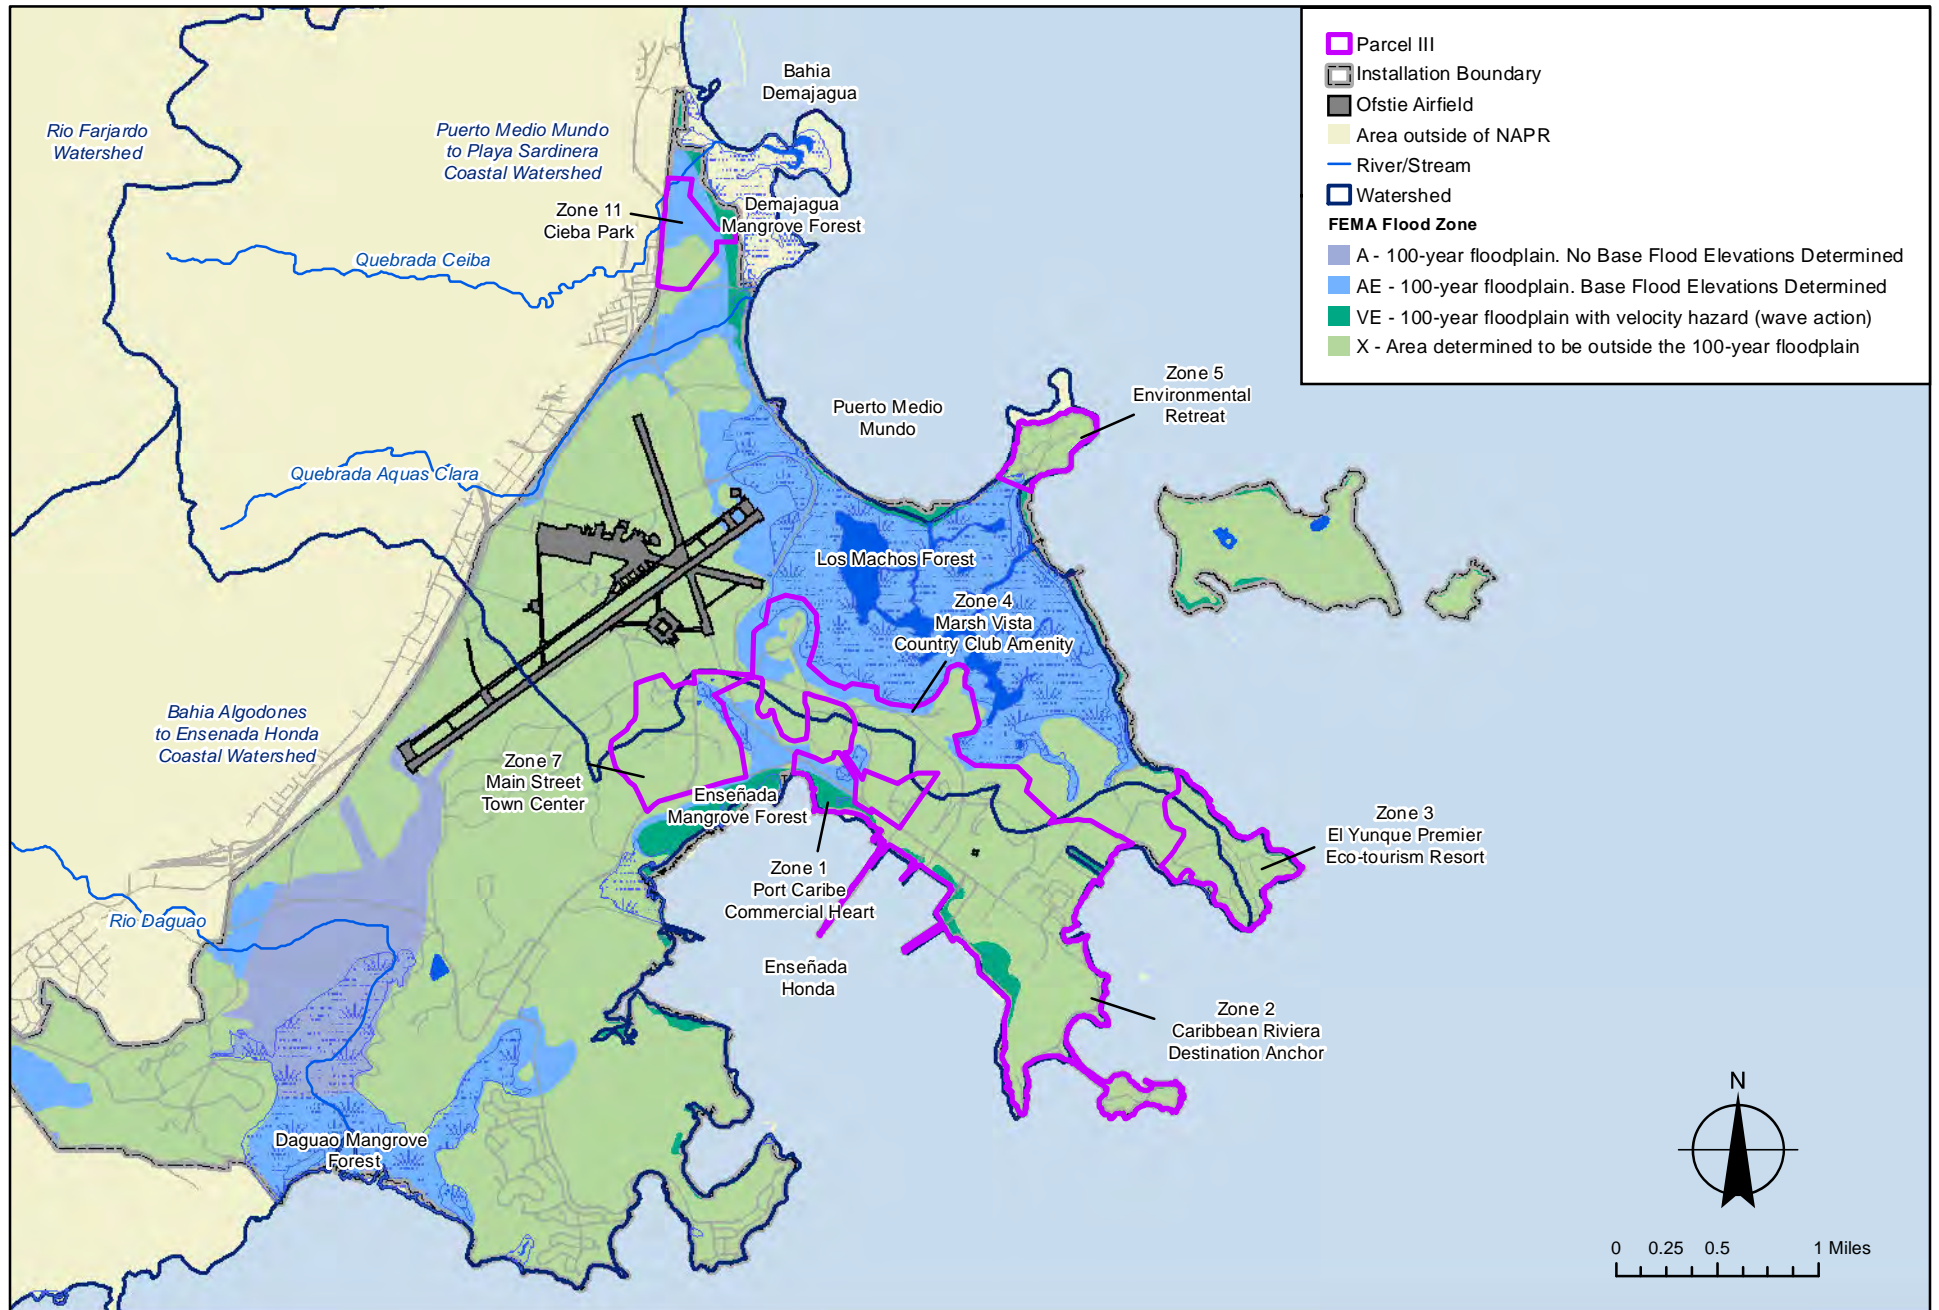 Parcel III
Installation Boundary
Ofstie Airfield
Area outside of NAPR
River/Stream
Watershed
FEMA Flood Zone
A - 100-year floodplain. No Base Flood Elevations Determined
AE - 100-year floodplain. Base Flood Elevations Determined
VE - 100-year floodplain with velocity hazard (wave action)
X - Area determined to be outside the 100-year floodplain
Bahia
Demajagua
Rio Farjardo
Watershed
Puerto Medio Mundo
to Playa Sardinera
Coastal Watershed
Zone 11
Cieba Park
Demajagua
Mangrove Forest
Quebrada Ceiba
Zone 5
Environmental
Retreat
Puerto Medio
Mundo
Quebrada Aquas Clara
Los Machos Forest
Zone 4
Marsh Vista
Country Club Amenity
Bahia Algodones
to Ensenada Honda
Coastal Watershed
Zone 7
Main Street
Town Center
Enseñada
Mangrove Forest
Zone 3
El Yunque Premier
Eco-tourism Resort
Zone 1
Port Caribe
Commercial Heart
Rio Daguao
Enseñada
Honda
Zone 2
Caribbean Riviera
Destination Anchor
Daguao Mangrove
Forest
N
0 0.25 0.5 1 Miles